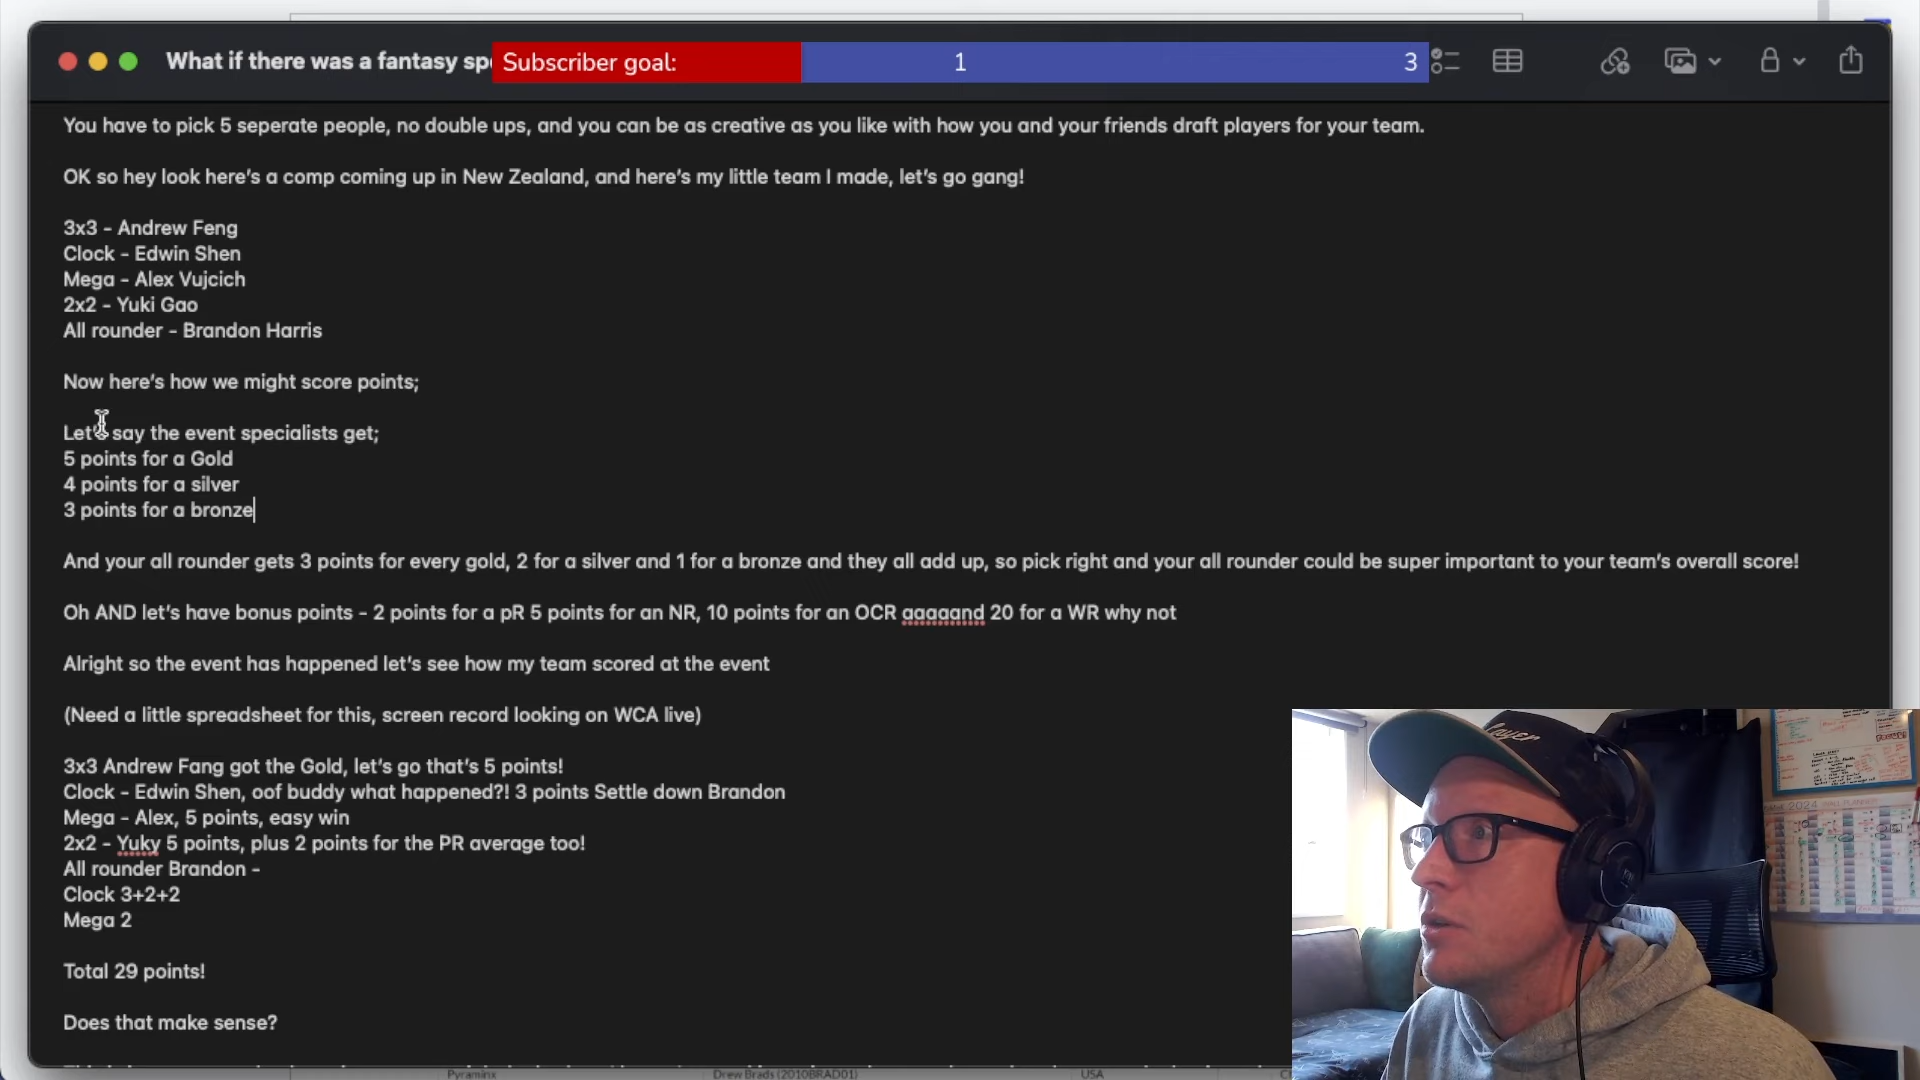 What if there was a fantasy sp
Subscriber goal:
1
3
You have to pick 5 seperate people, no double ups, and you can be as creative as you like with how you and your friends draft players for your team.
OK so hey look here's a comp coming up in New Zealand, and here's my little team I made, let's go gang!
3x3 - Andrew Feng
Clock - Edwin Shen
Mega - Alex Vujcich
2x2 - Yuki Gao
All rounder - Brandon Harris
Now here's how we might score points;
Let's say the event specialists get;
5 points for a Gold
4 points for a silver
3 points for a bronze
And your all rounder gets 3 points for every gold, 2 for a silver and 1 for a bronze and they all add up, so pick right and your all rounder could be super important to your team's overall score!
Oh AND let's have bonus points - 2 points for a pR 5 points for an NR, 10 points for an OCR aaaaand 20 for a WR why not
Alright so the event has happened let's see how my team scored at the event
(Need a little spreadsheet for this, screen record looking on WCA live)
3x3 Andrew Fang got the Gold, let's go that's 5 points!
Clock - Edwin Shen, oof buddy what happened?! 3 points Settle down Brandon
Mega - Alex, 5 points, easy win
2x2 - Yuky 5 points, plus 2 points for the PR average too!
All rounder Brandon -
Clock 3+2+2
Mega 2
Total 29 points!
Does that make sense?
Pyraminx
Drew Brads (2010BRAD01)
USA
2024